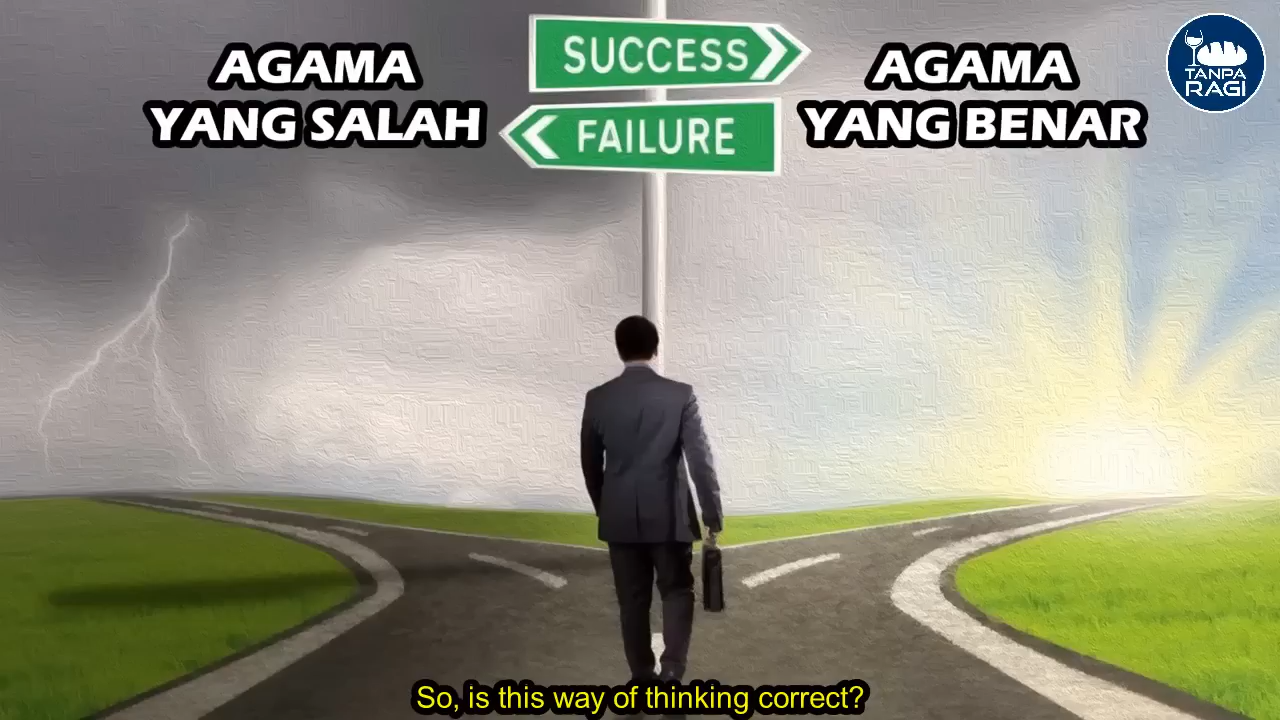 AGAMA
YANG SALAH
SUCCESS
FAILURE
AGAMA
YANG BENAR
TANPA
RAGI
So, is this way of thinking correct?